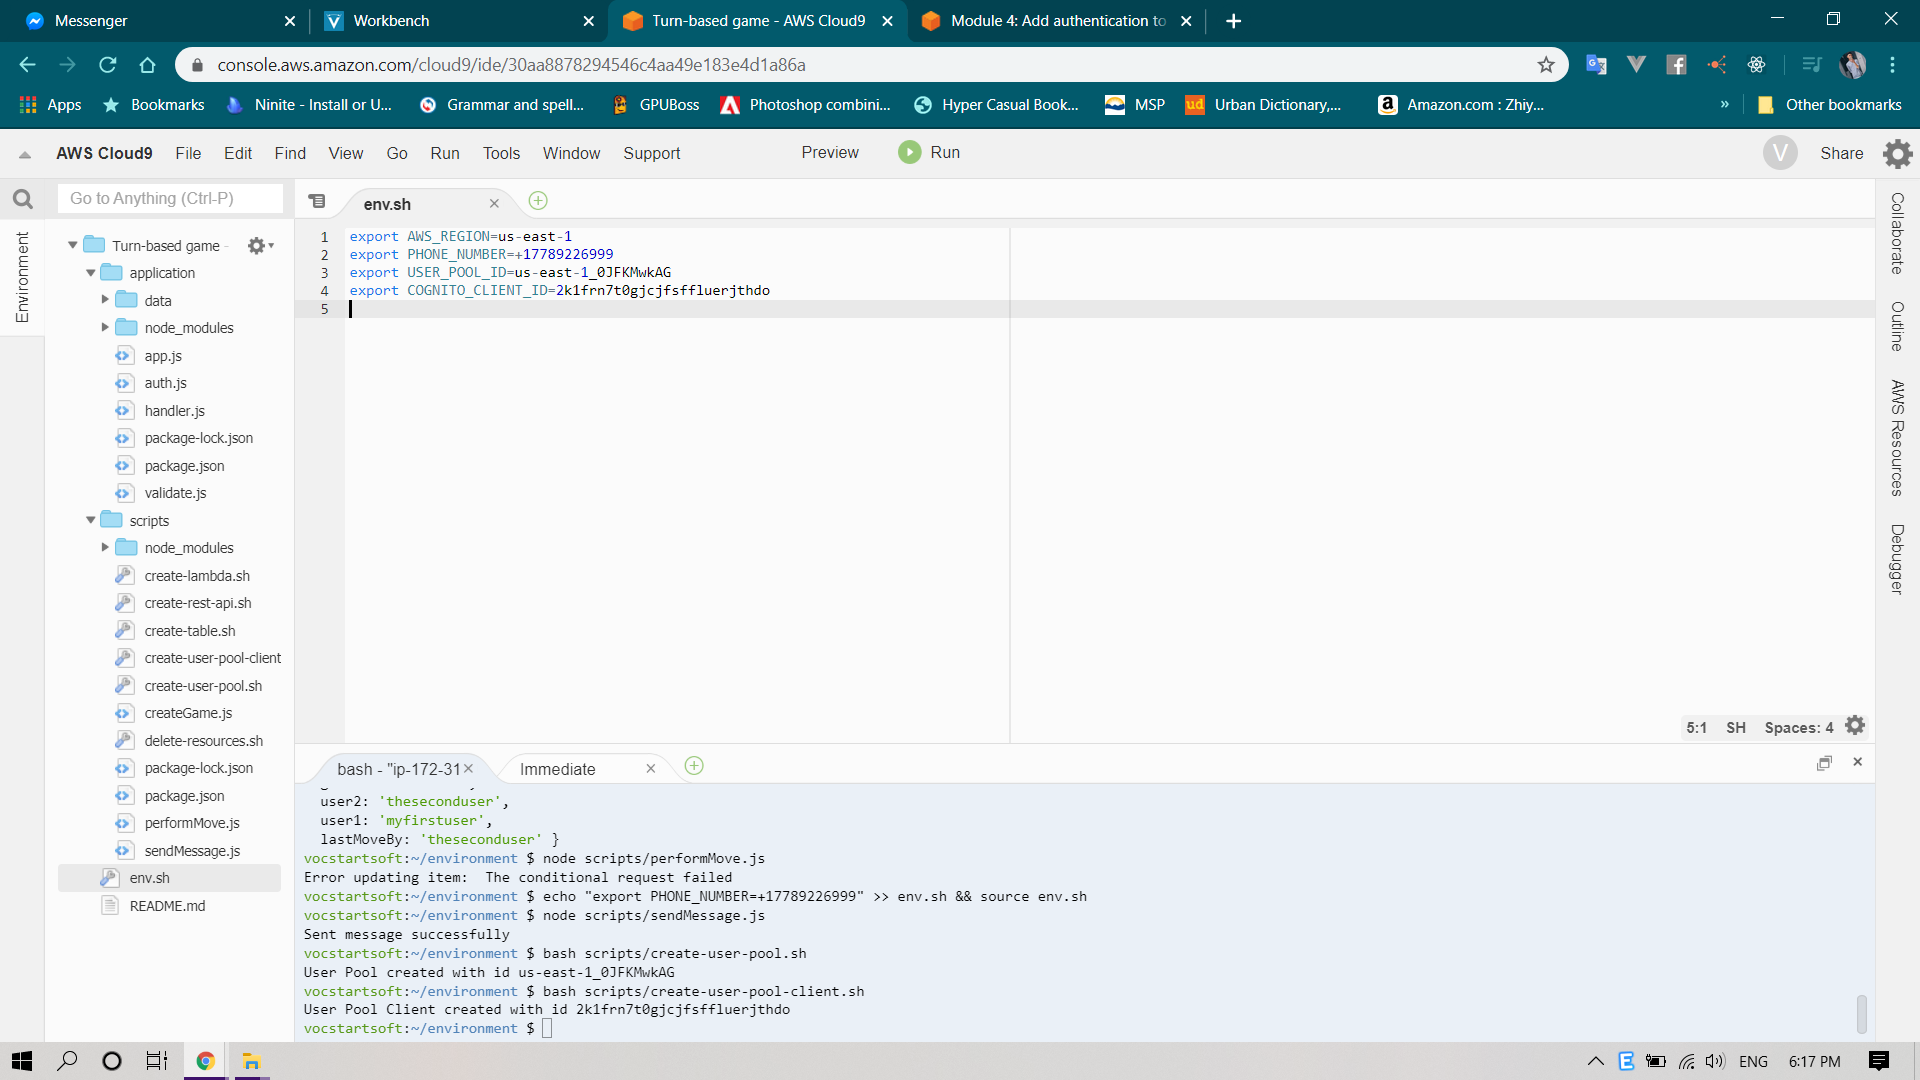 Messenger
Workbench
Turn-based game - AWS Cloud9
Module 4: Add authentication to
console.aws.amazon.com/cloud9/ide/30aa8878294546c4aa49e183e4d1a86a
Apps
Bookmarks
Ninite - Install or U...
Grammar and spell...
GPUBoss
Photoshop combini...
Hyper Casual Book...
MSP
Urban Dictionary,...
Amazon.com : Zhiy...
»
Other bookmarks
AWS Cloud9 File Edit Find View Go Run Tools Window Support Preview Run
V Share
Go to Anything (Ctrl-P)
Environment
Turn-based game -
application
data
node_modules
app.js
auth.js
handler.js
package-lock.json
package.json
validate.js
scripts
node_modules
create-lambda.sh
create-rest-api.sh
create-table.sh
create-user-pool-client
create-user-pool.sh
createGame.js
delete-resources.sh
package-lock.json
package.json
performMove.js
sendMessage.js
env.sh
README.md
env.sh
1 export AWS_REGION=us-east-1
2 export PHONE_NUMBER=+17789226999
3 export USER_POOL_ID=us-east-1_0JFKMwkAG
4 export COGNITO_CLIENT_ID=2k1frn7t0gjcjfsffluerjthdo
5
5:1 SH Spaces: 4
Collaborate
Outline
AWS Resources
Debugger
bash - "ip-172-31
Immediate
user2: 'theseconduser',
user1: 'myfirstuser',
lastMoveBy: 'theseconduser' }
vocstartsoft:~/environment $ node scripts/performMove.js
Error updating item:  The conditional request failed
vocstartsoft:~/environment $ echo "export PHONE_NUMBER=+17789226999" >> env.sh && source env.sh
vocstartsoft:~/environment $ node scripts/sendMessage.js
Sent message successfully
vocstartsoft:~/environment $ bash scripts/create-user-pool.sh
User Pool created with id us-east-1_0JFKMwkAG
vocstartsoft:~/environment $ bash scripts/create-user-pool-client.sh
User Pool Client created with id 2k1frn7t0gjcjfsffluerjthdo
vocstartsoft:~/environment $
ENG
6:17 PM